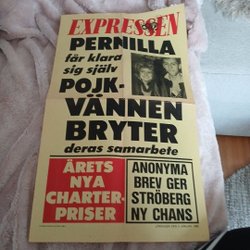 EXPRESSEN
PERNILLA
får klara
sig själv
POJK-
VÄNNEN
BRYTER
deras samarbete
ÅRETS
NYA
CHARTER-
PRISER
ANONYMA
BREV GER
STRÖBERG
NY CHANS